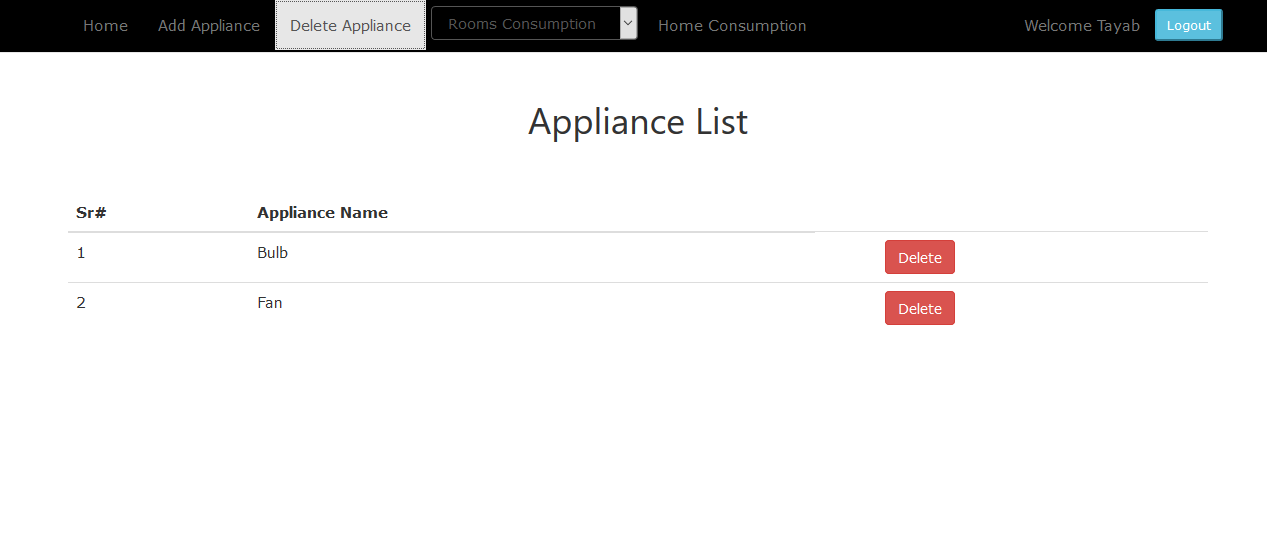 Home Add Appliance Delete Appliance Rooms Consumption Home Consumption Welcome Tayab Logout
Appliance List
Sr# Appliance Name
1 Bulb Delete
2 Fan Delete